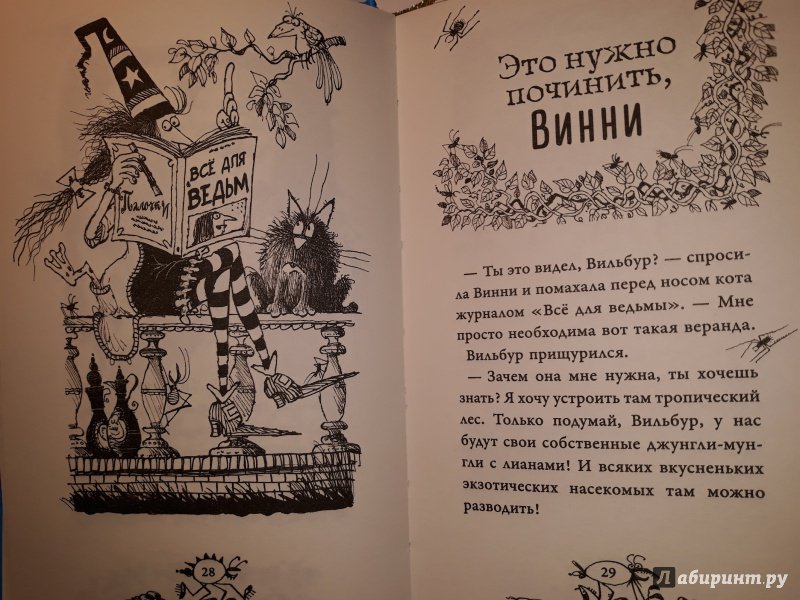 Палочки
ВСЁ ДЛЯ
ВЕДЬМ
28
Это нужно
починить,
Винни
— Ты это видел, Вильбур? — спроси-
ла Винни и помахала перед носом кота
журналом «Всё для ведьмы». — Мне
просто необходима вот такая веранда.
Вильбур прищурился.
— Зачем она мне нужна, ты хочешь
знать? Я хочу устроить там тропический
лес. Только подумай, Вильбур, у нас
будут свои собственные джунгли-мун-
гли с лианами! И всяких вкусненьких
экзотических насекомых там можно
разводить!
29
Лабиринт.ру